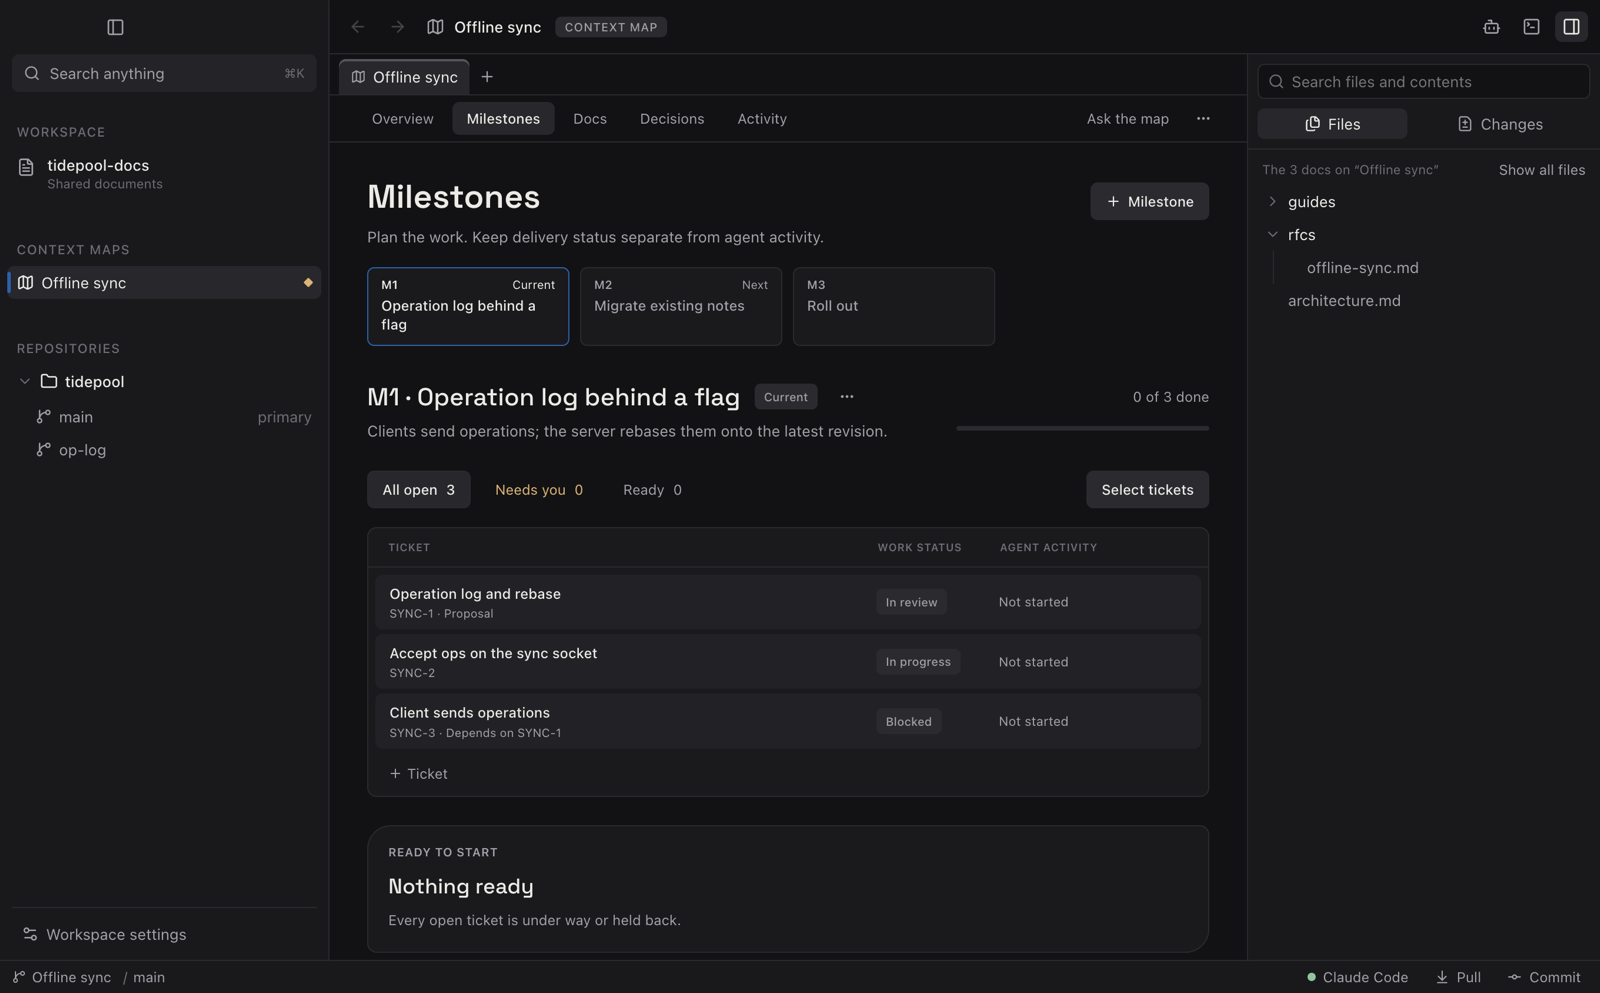 Search anything
⌘K
WORKSPACE
tidepool-docs
Shared documents
CONTEXT MAPS
Offline sync
REPOSITORIES
tidepool
main
primary
op-log
Workspace settings
Offline sync
CONTEXT MAP
Offline sync
Overview
Milestones
Docs
Decisions
Activity
Ask the map
Milestones
+ Milestone
Plan the work. Keep delivery status separate from agent activity.
M1
Current
Operation log behind a
flag
M2
Next
Migrate existing notes
M3
Roll out
M1 · Operation log behind a flag
Current
0 of 3 done
Clients send operations; the server rebases them onto the latest revision.
All open 3
Needs you 0
Ready 0
Select tickets
TICKET
WORK STATUS
AGENT ACTIVITY
Operation log and rebase
SYNC-1 · Proposal
In review
Not started
Accept ops on the sync socket
SYNC-2
In progress
Not started
Client sends operations
SYNC-3 · Depends on SYNC-1
Blocked
Not started
+ Ticket
READY TO START
Nothing ready
Every open ticket is under way or held back.
Search files and contents
Files
Changes
The 3 docs on “Offline sync”
Show all files
guides
rfcs
offline-sync.md
architecture.md
Offline sync / main
Claude Code
Pull
Commit